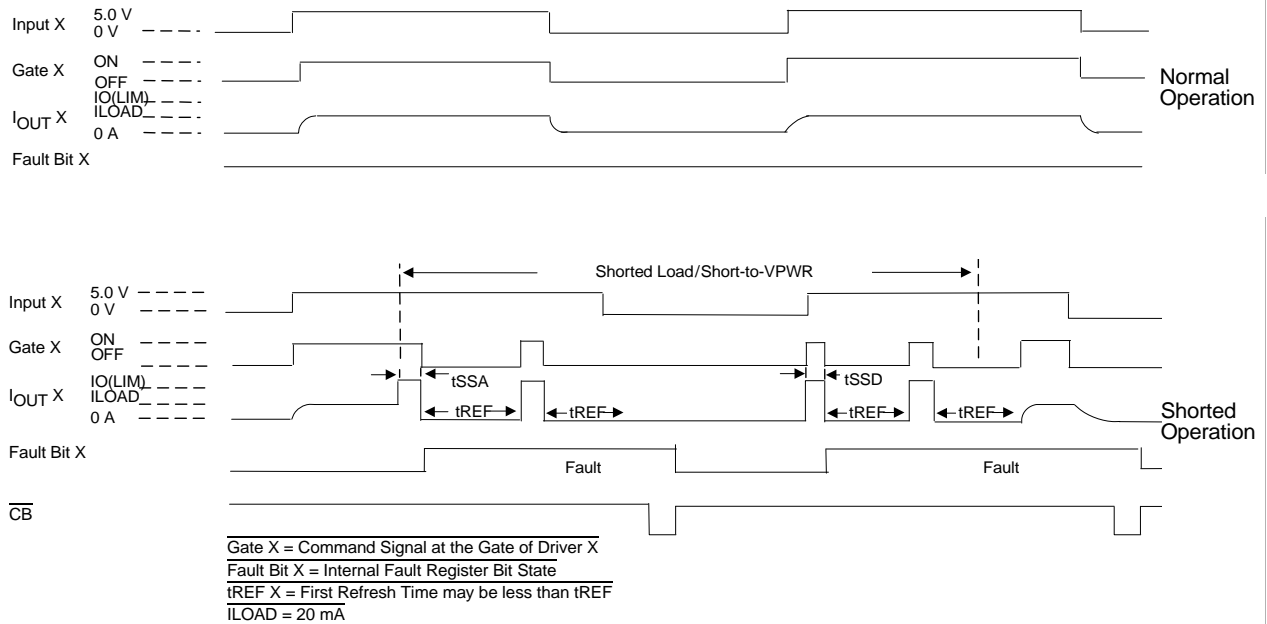 Input X 5.0 V
0 V
Gate X ON
OFF
IO(LIM)
IOUT X ILOAD
0 A
Fault Bit X
Normal
Operation
Shorted Load/Short-to-VPWR
Input X 5.0 V
0 V
Gate X ON
OFF
IO(LIM)
IOUT X ILOAD
0 A
tSSA
tSSD
tREF
tREF
tREF
tREF
Shorted
Operation
Fault Bit X
Fault
Fault
CB
Gate X = Command Signal at the Gate of Driver X
Fault Bit X = Internal Fault Register Bit State
tREF X = First Refresh Time may be less than tREF
ILOAD = 20 mA